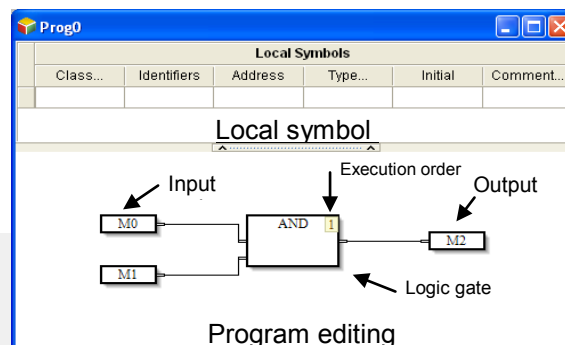 Prog0
Local Symbols
Class... Identifiers Address Type... Initial Comment...
Local symbol
Execution order
Input Output
M0 AND 1
M2
M1
Logic gate
Program editing